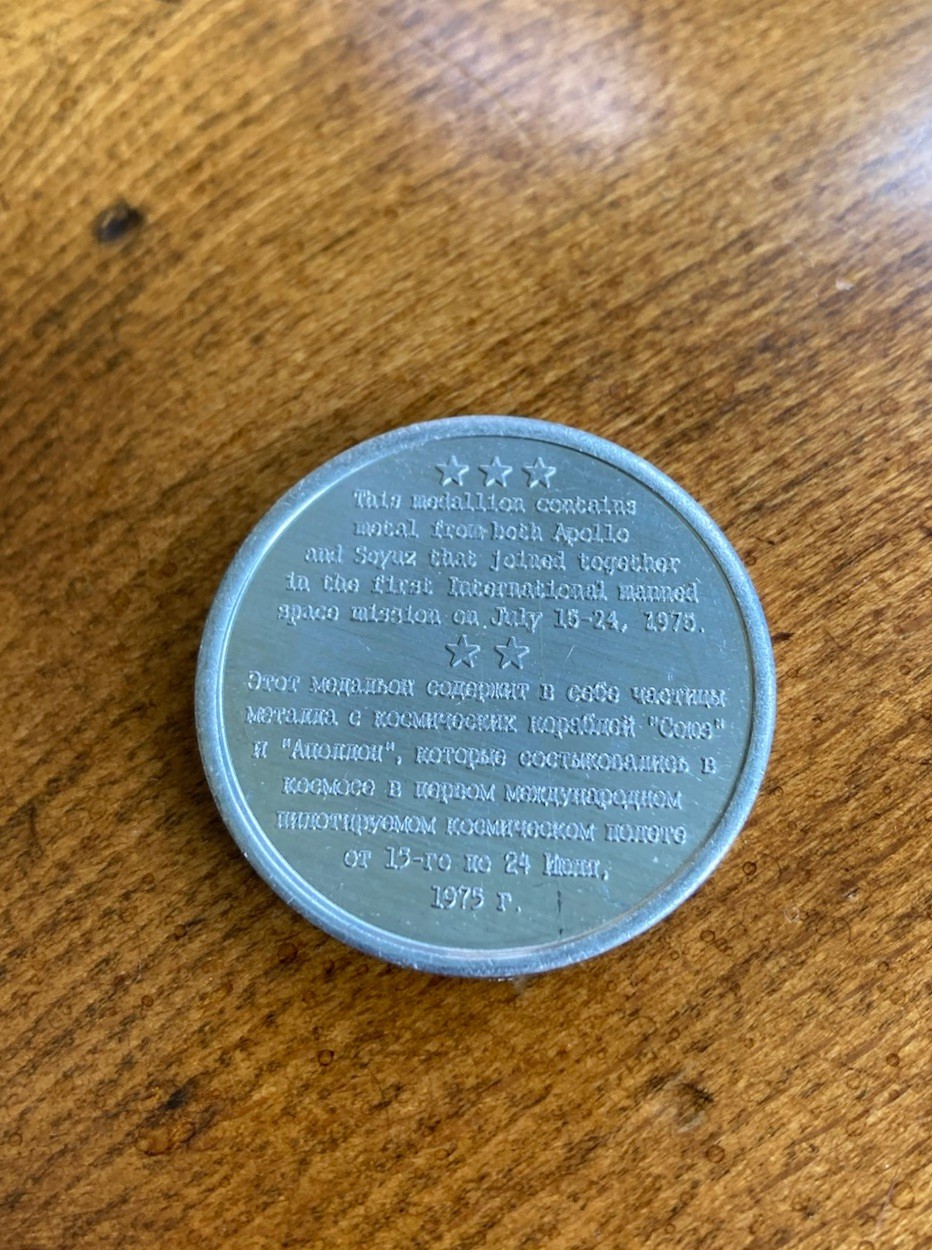 This medallion contains
metal from both Apollo
and Soyuz that joined together
in the first International manned
space mission on July 15-24, 1975.
Этот медальон содержит в себе частицы
металла с космических кораблей "Союз"
и "Аполлон", которые состыковались в
космосе в первом международном
пилотируемом космическом полете
от 15-го по 24 Июля,
1975 г.